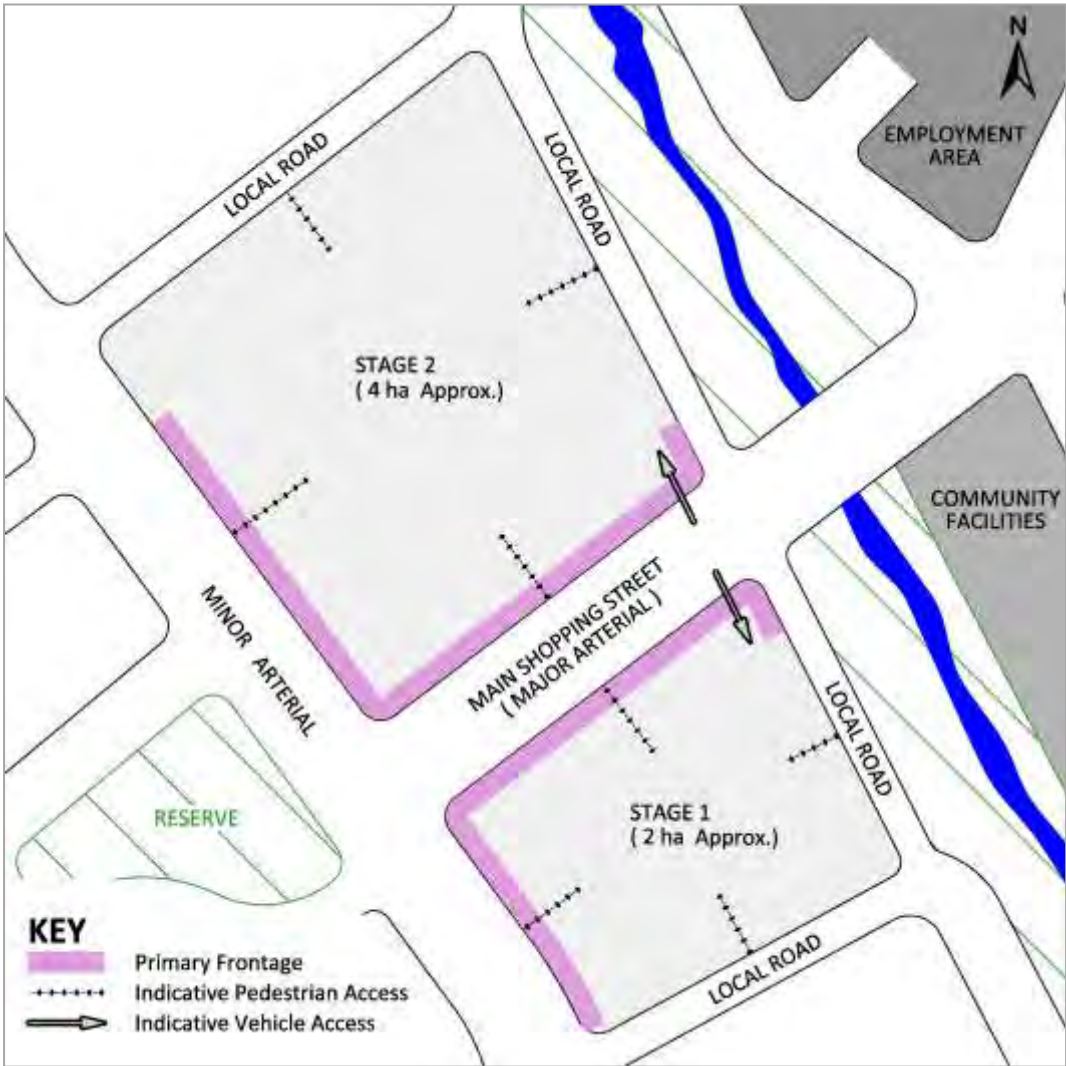 N
EMPLOYMENT
AREA
LOCAL ROAD
LOCAL ROAD
STAGE 2
( 4 ha Approx.)
COMMUNITY
FACILITIES
MINOR ARTERIAL
MAIN SHOPPING STREET
( MAJOR ARTERIAL )
LOCAL ROAD
RESERVE
STAGE 1
( 2 ha Approx.)
LOCAL ROAD
KEY
Primary Frontage
Indicative Pedestrian Access
Indicative Vehicle Access